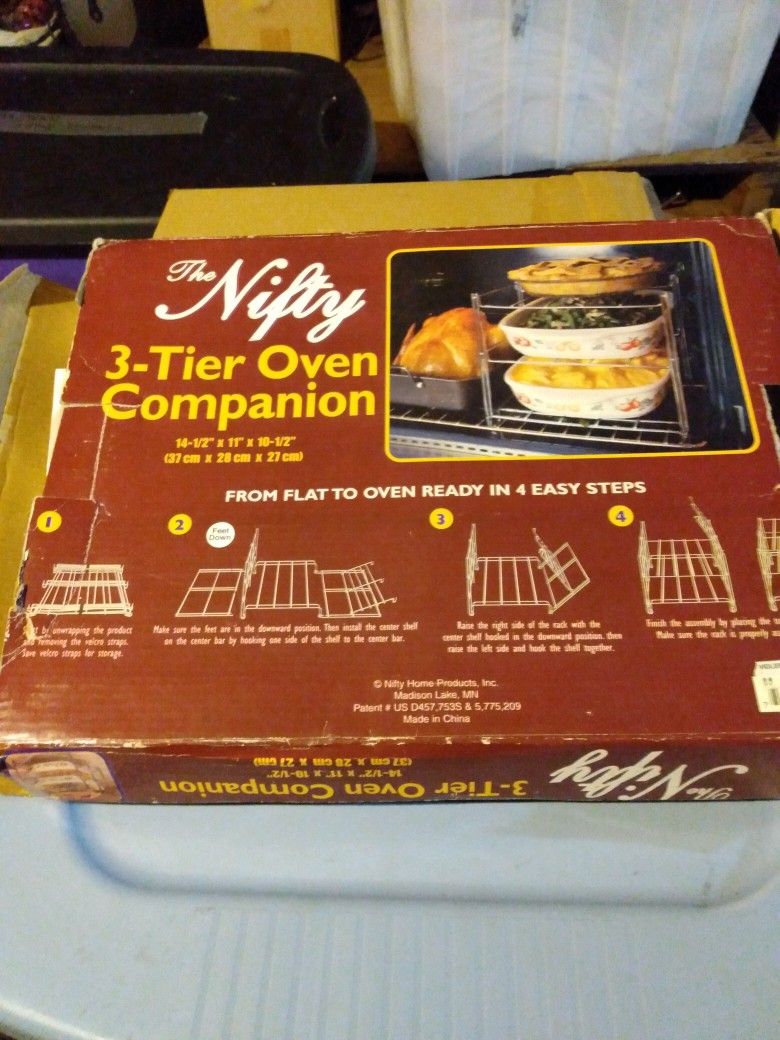 The Nifty
3-Tier Oven
Companion
14-1/2" x 11" x 10-1/2"
(37 cm x 28 cm x 27 cm)
FROM FLAT TO OVEN READY IN 4 EASY STEPS
1
2
Feet
Down
3
4
by unwrapping the product
and removing the velcro straps.
Save velcro straps for storage.
Make sure the feet are in the downward position. Then install the center shelf
on the center bar by hooking one side of the shelf to the center bar.
Raise the right side of the rack with the
center shelf hooked in the downward position, then
raise the left side and hook the shelf together.
Finish the assembly by placing the
Make sure the rack is properly
© Nifty Home Products, Inc.
Madison Lake, MN
Patent # US D457,753S & 5,775,209
Made in China
The Nifty
3-Tier Oven Companion
14-1/2" x 11" x 10-1/2"
(37 cm x 28 cm x 27 cm)